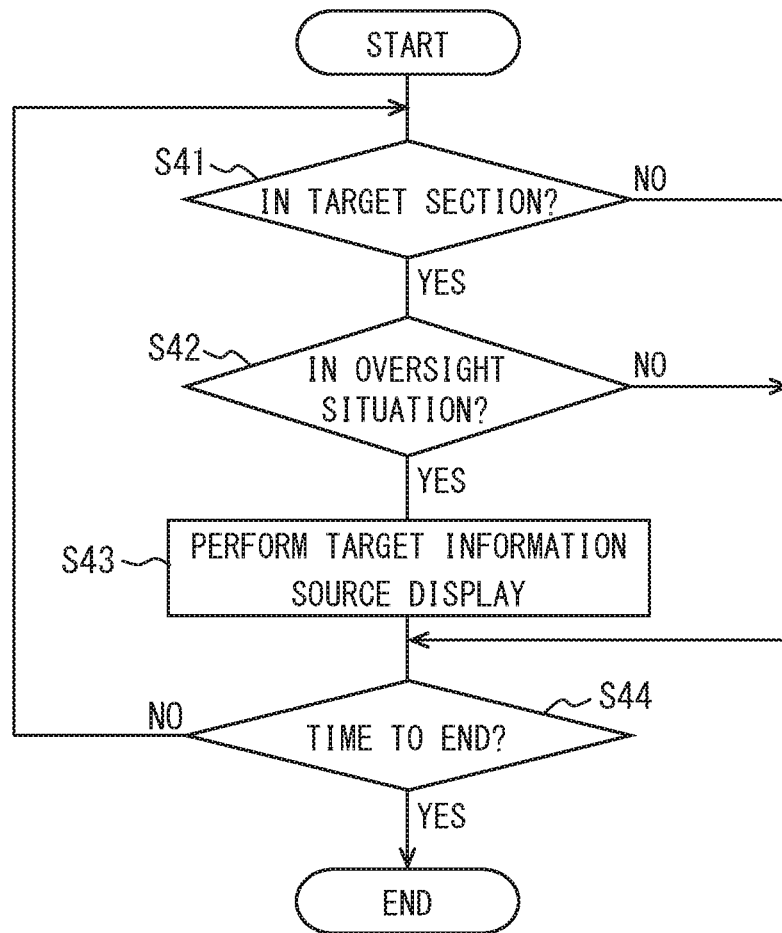 START
S41
IN TARGET SECTION?
NO
YES
S42
IN OVERSIGHT
SITUATION?
NO
YES
S43
PERFORM TARGET INFORMATION
SOURCE DISPLAY
S44
NO
TIME TO END?
YES
END